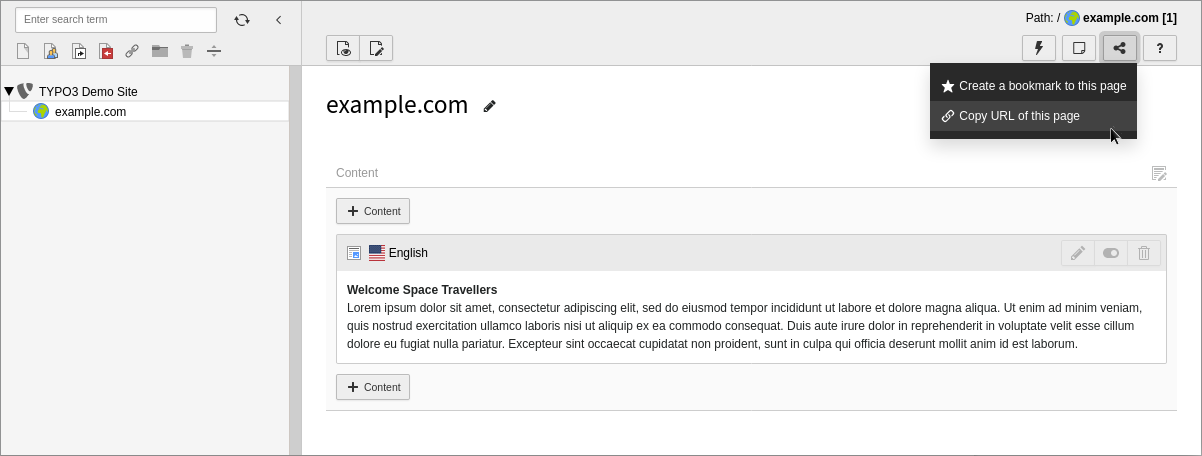 Enter search term
Path: / example.com [1]
?
Create a bookmark to this page
Copy URL of this page
TYPO3 Demo Site
example.com
example.com
Content
Content
English
Welcome Space Travellers
Lorem ipsum dolor sit amet, consectetur adipiscing elit, sed do eiusmod tempor incididunt ut labore et dolore magna aliqua. Ut enim ad minim veniam,
quis nostrud exercitation ullamco laboris nisi ut aliquip ex ea commodo consequat. Duis aute irure dolor in reprehenderit in voluptate velit esse cillum
dolore eu fugiat nulla pariatur. Excepteur sint occaecat cupidatat non proident, sunt in culpa qui officia deserunt mollit anim id est laborum.
Content